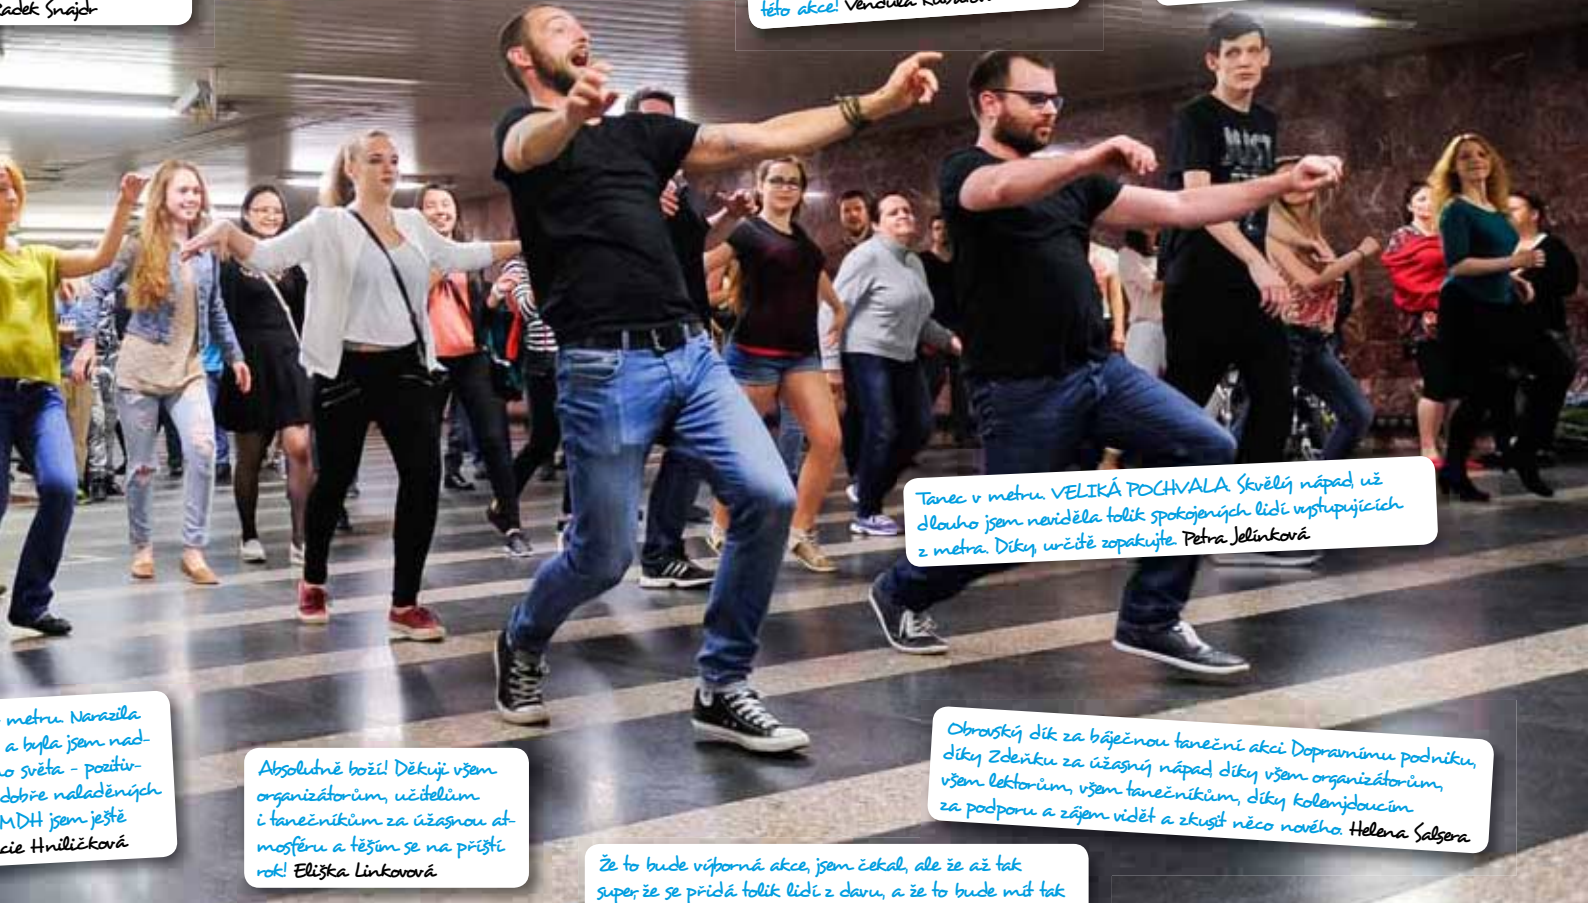 Radek Šnajdr
této akce! Vendula
Tanec v metru. VELIKÁ POCHVALA. Skvělý nápad, už
dlouho jsem neviděla tolik spokojených lidí vystupujících
z metra. Díky, určitě zopakujte. Petra Jelínková
metru. Narazila
a byla jsem nad-
světa – pozitiv-
dobře naladěných
MDH jsem ještě
Hniličková
Absolutně boží! Děkuji všem
organizátorům, učitelům
i tanečníkům za úžasnou at-
mosféru a těším se na příští
rok! Eliška Linkovová
Obrovský dík za báječnou taneční akci Dopravnímu podniku,
díky Zdeňku za úžasný nápad, díky všem organizátorům,
všem lektorům, všem tanečníkům, díky kolemjdoucím
za podporu a zájem vidět a zkusit něco nového. Helena Salsera
Že to bude výborná akce, jsem čekal, ale že až tak
super, že se přidá tolik lidí z davu, a že to bude mít tak